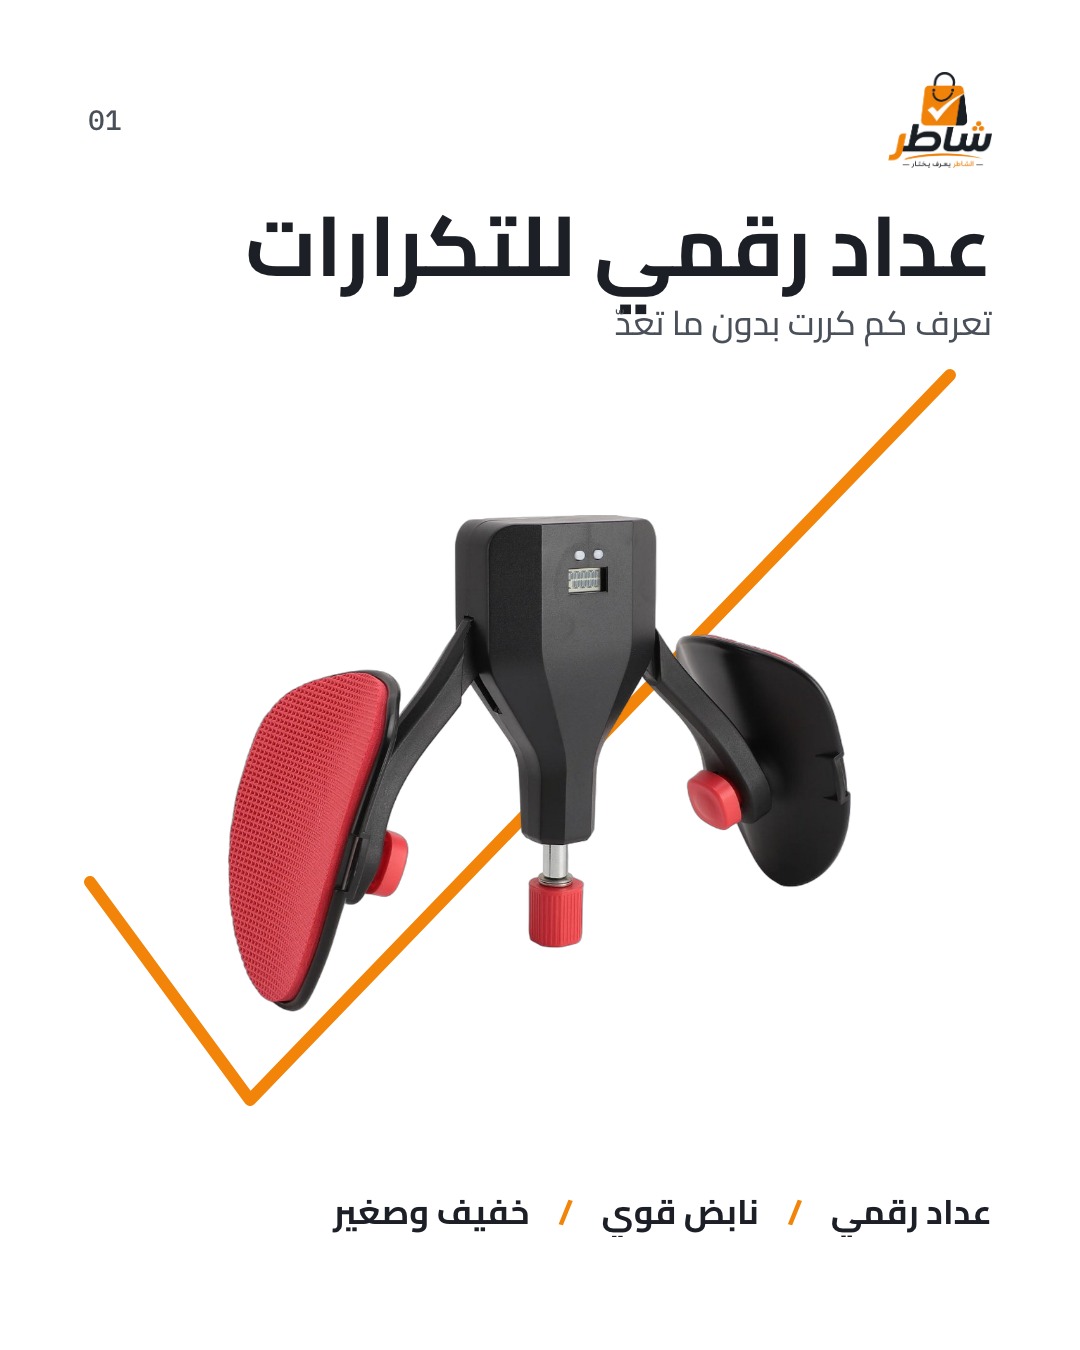 01
شاطر
الشاطر يعرف يختار
عداد رقمي للتكرارات
تعرف كم كررت بدون ما تعدّ
عداد رقمي / نابض قوي / خفيف وصغير